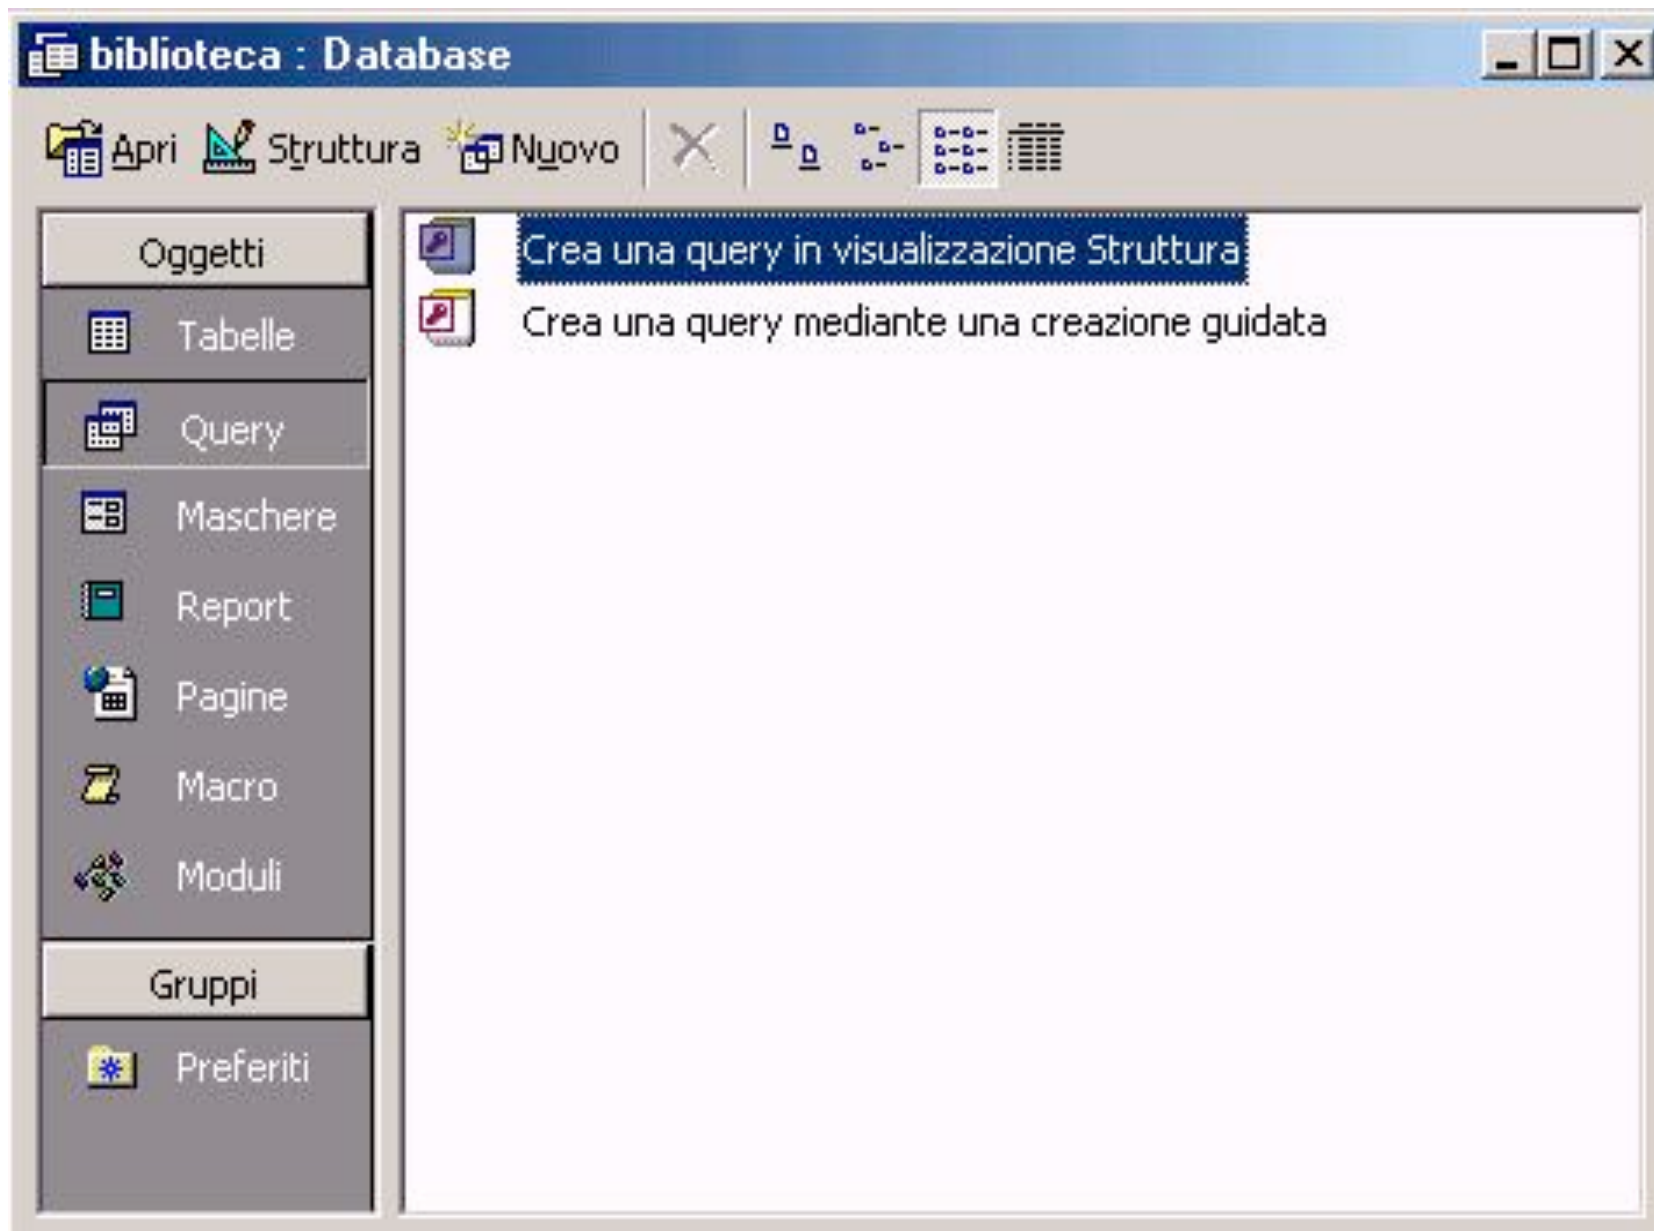 biblioteca : Database
Apri Struttura Nuovo
Oggetti
Tabelle
Query
Maschere
Report
Pagine
Macro
Moduli
Gruppi
Preferiti
Crea una query in visualizzazione Struttura
Crea una query mediante una creazione guidata